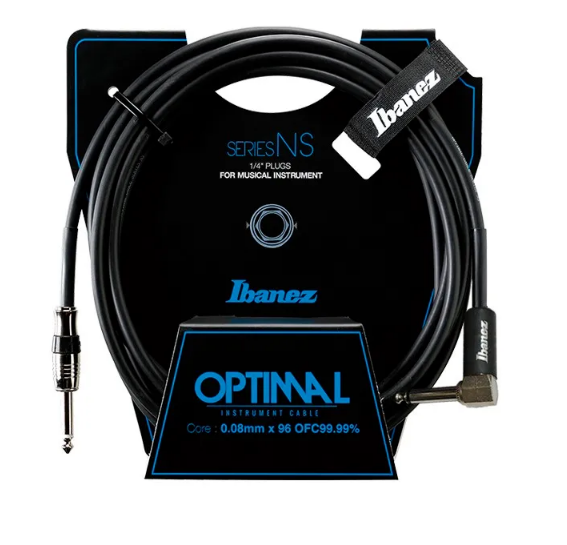 Ibanez
SERIES NS
1/4" PLUGS
FOR MUSICAL INSTRUMENT
Ibanez
Ibanez
OPTIMAL
INSTRUMENT CABLE
Core : 0.08mm x 96 OFC99.99%